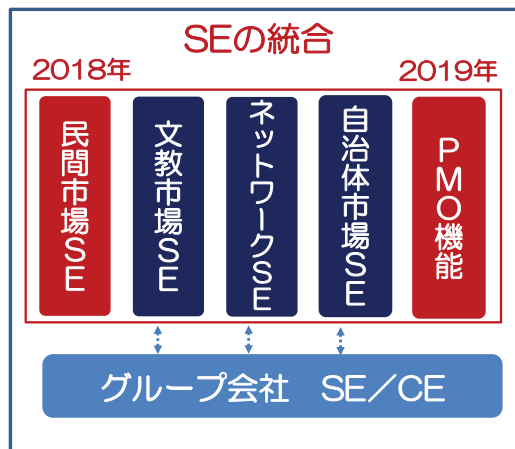 SEの統合
2018年
2019年
民間市場SE
文教市場SE
ネットワークSE
自治体市場SE
PMO機能
グループ会社　SE／CE